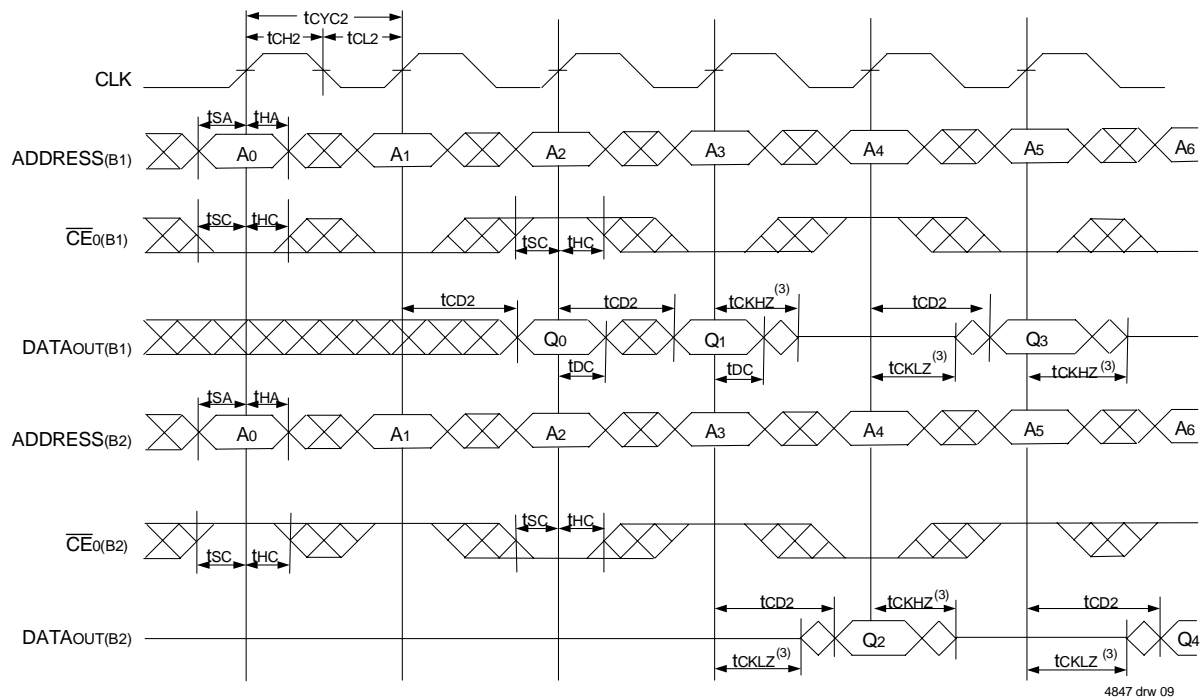 tCYC2
tCH2 tCL2
CLK
tSA tHA
ADDRESS(B1) A0 A1 A2 A3 A4 A5 A6
tSC tHC
CE0(B1)
tSC tHC
tCD2 tCD2 tCKHZ(3) tCD2
DATAOUT(B1) Q0 Q1 Q3
tDC tDC tCKLZ(3) tCKHZ(3)
tSA tHA
ADDRESS(B2) A0 A1 A2 A3 A4 A5 A6
tSC tHC
CE0(B2)
tSC tHC
tCD2 tCKHZ(3) tCD2
DATAOUT(B2) Q2 Q4
tCKLZ(3) tCKLZ(3)
4847 drw 09